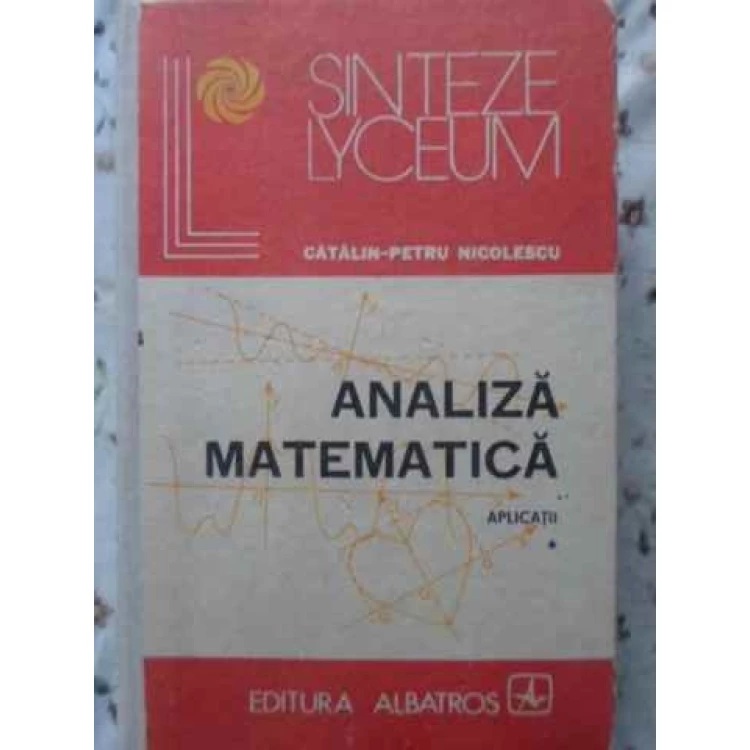 SINTEZE
LYCEUM
CĂTĂLIN-PETRU NICOLESCU
ANALIZĂ
MATEMATICĂ
APLICAȚII
EDITURA ALBATROS